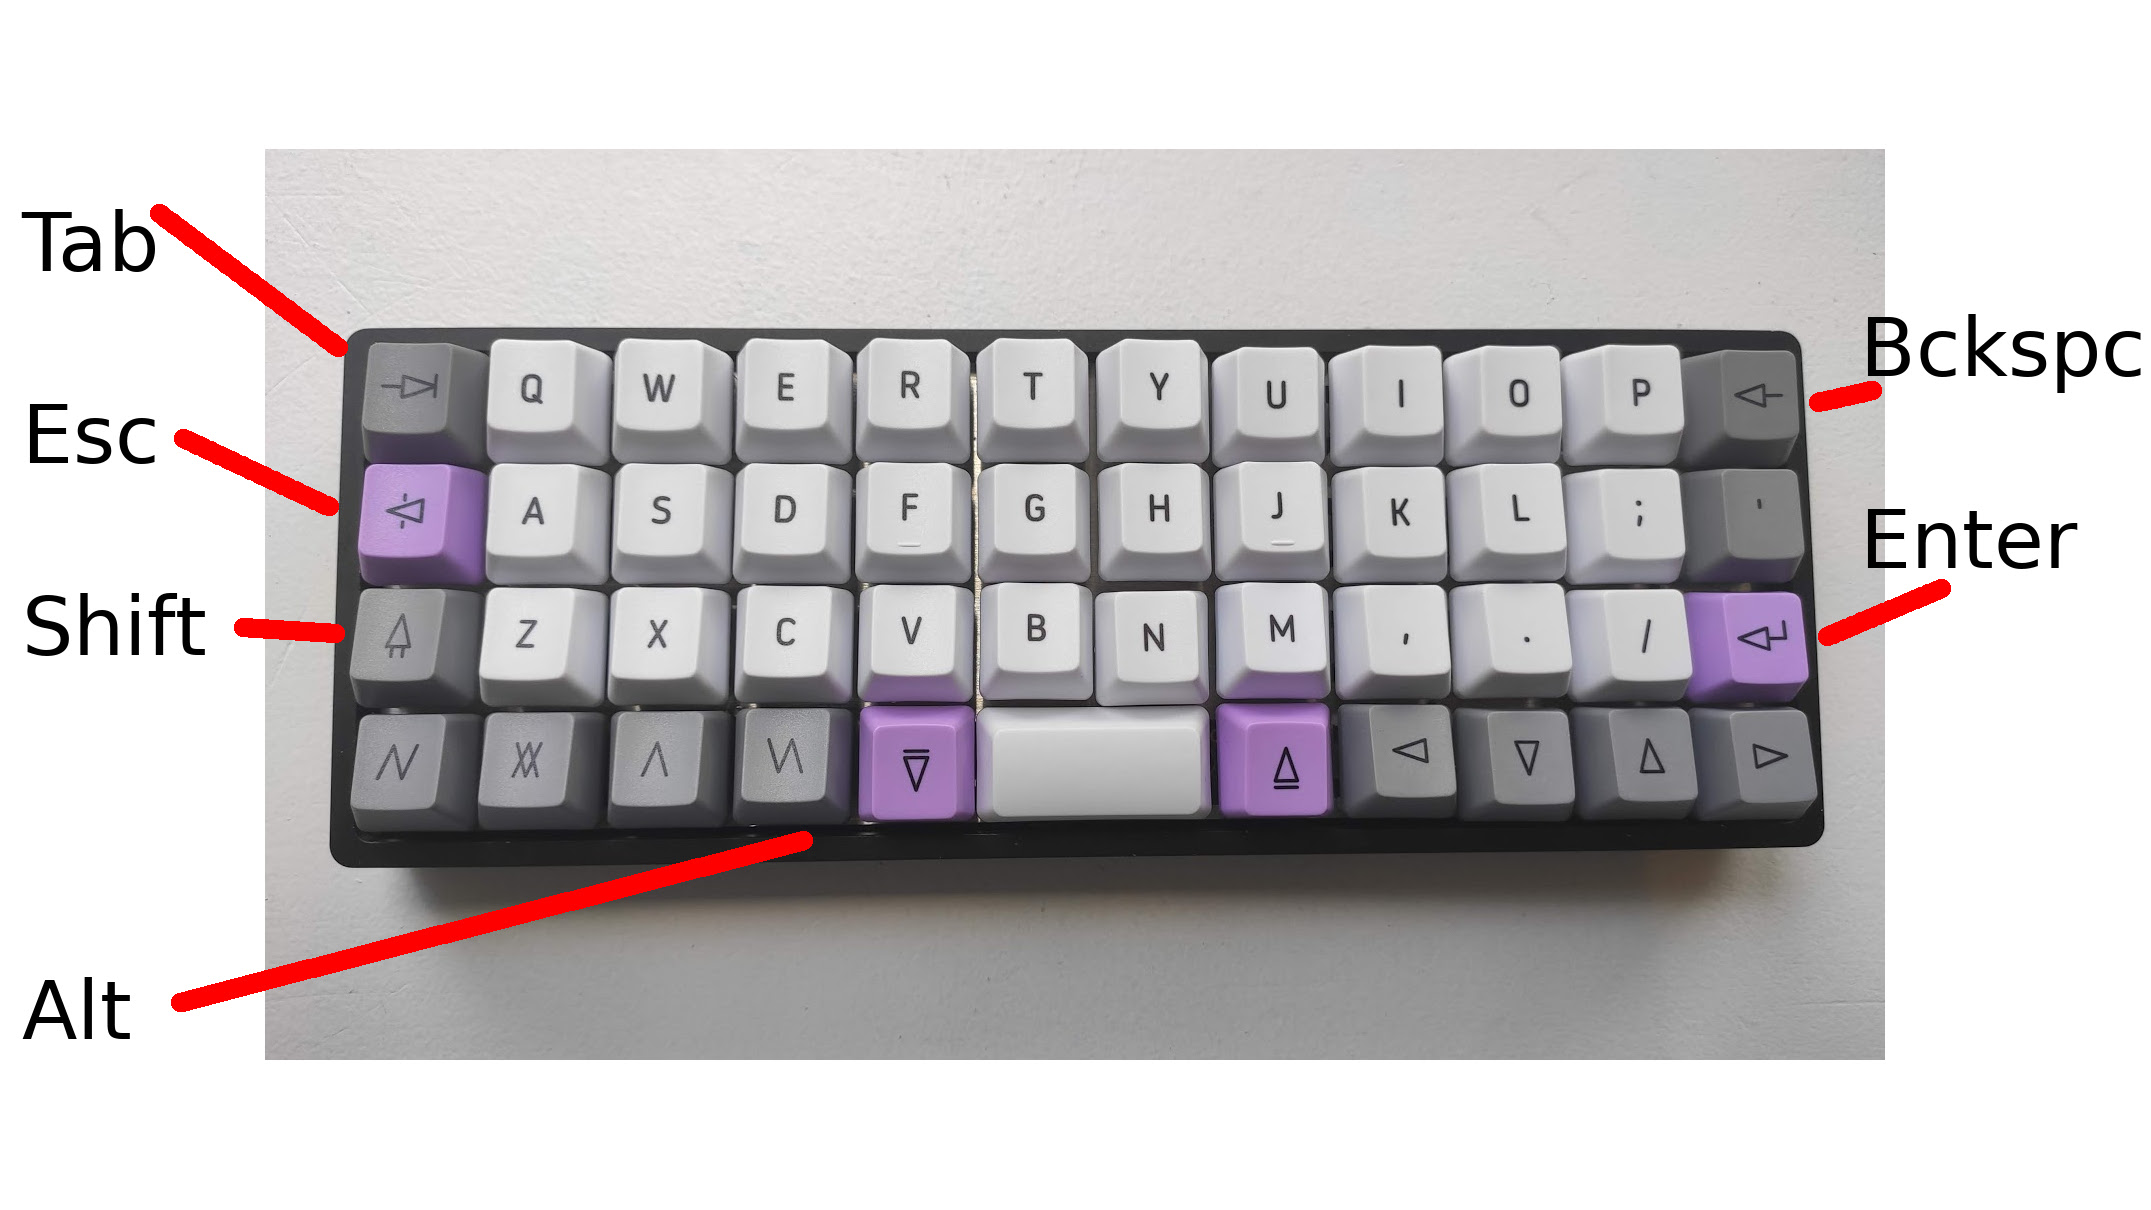 Tab
Bckspc
Q W E R T Y U I O P
Esc
A S D F G H J K L ; '
Enter
Shift
Z X C V B N M , . /
Alt